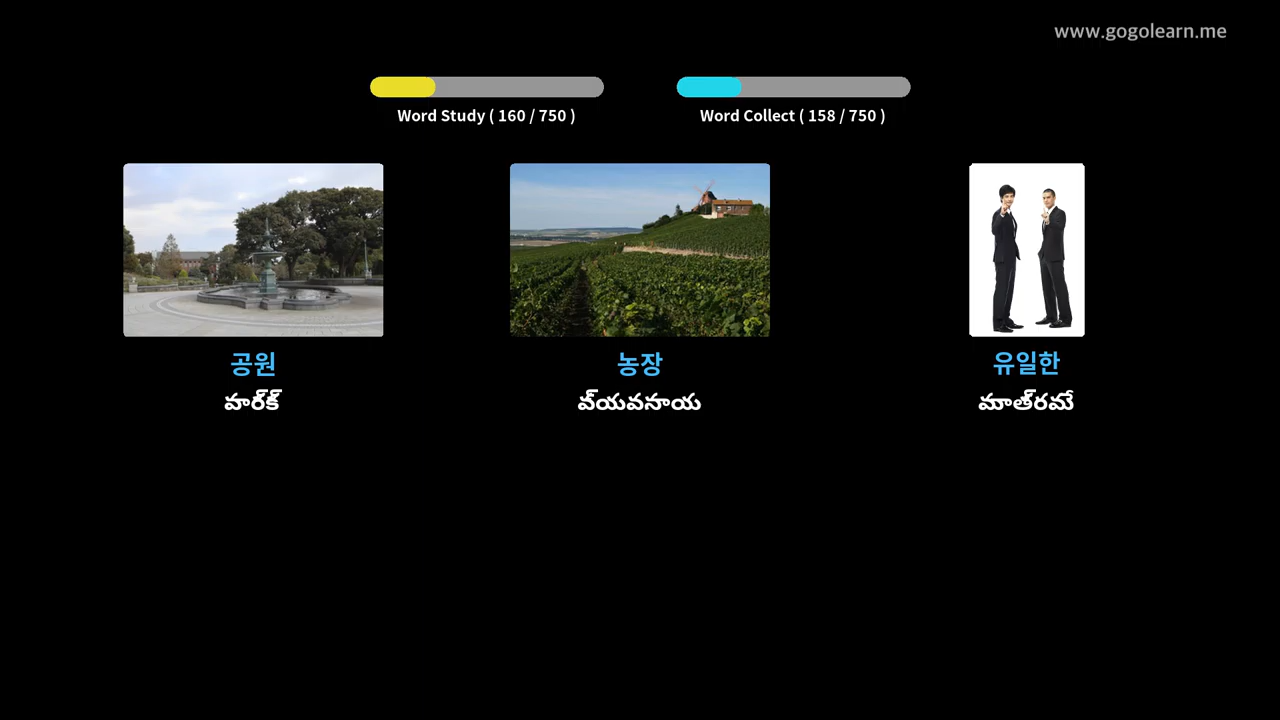 www.gogolearn.me
Word Study ( 160 / 750 )
Word Collect ( 158 / 750 )
공원
농장
유일한
పార్‌క్
వ్‌యవసాయ
మాత్‌రమే